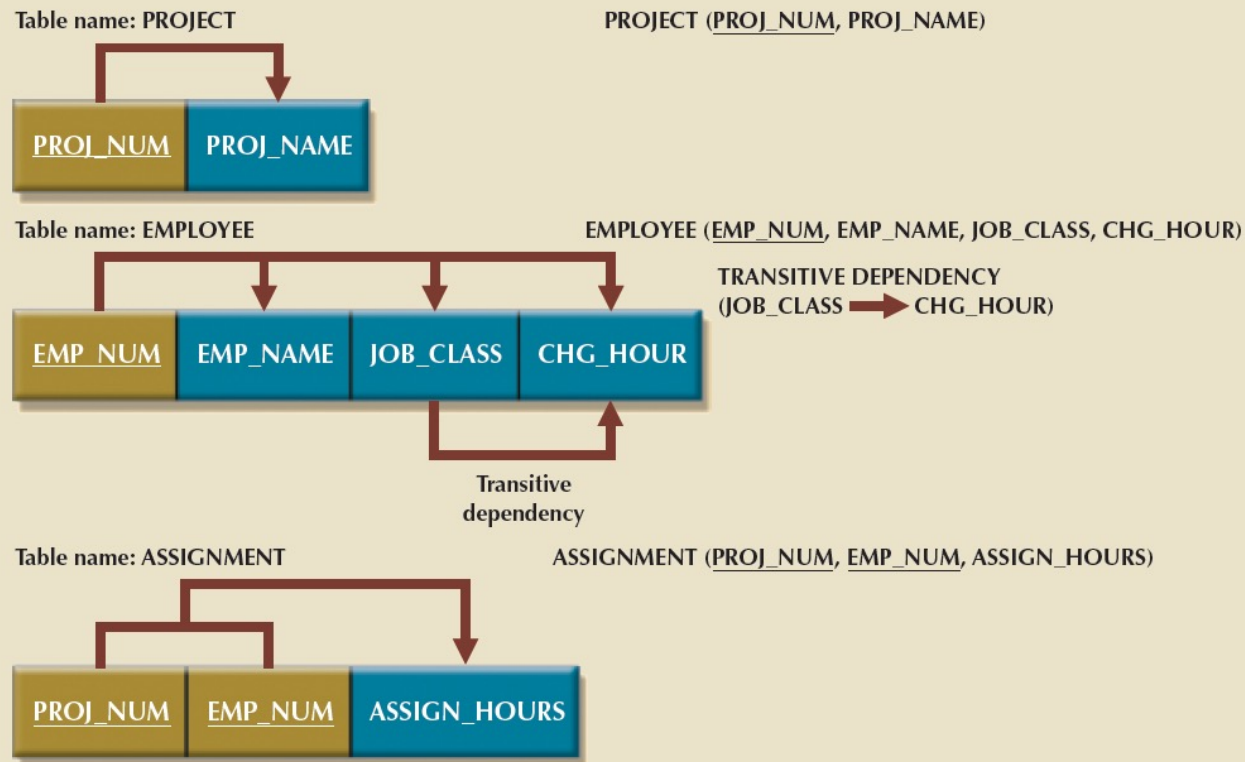 Table name: PROJECT
PROJECT (PROJ_NUM, PROJ_NAME)
PROJ_NUM
PROJ_NAME
Table name: EMPLOYEE
EMPLOYEE (EMP_NUM, EMP_NAME, JOB_CLASS, CHG_HOUR)
TRANSITIVE DEPENDENCY
(JOB_CLASS CHG_HOUR)
EMP_NUM
EMP_NAME
JOB_CLASS
CHG_HOUR
Transitive
dependency
Table name: ASSIGNMENT
ASSIGNMENT (PROJ_NUM, EMP_NUM, ASSIGN_HOURS)
PROJ_NUM
EMP_NUM
ASSIGN_HOURS